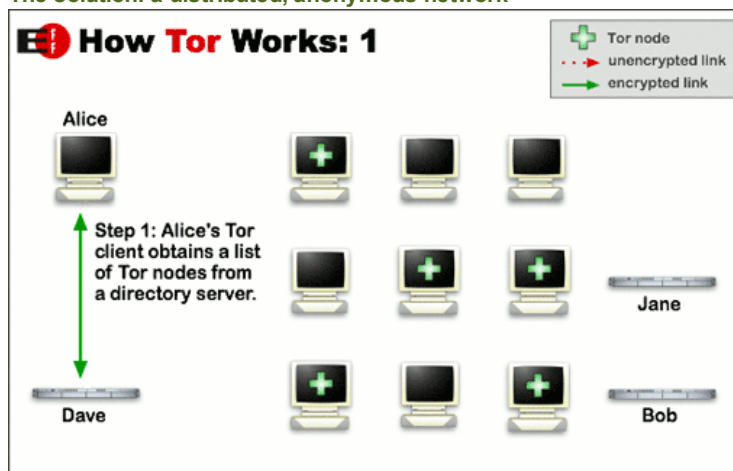 The solution: a distributed, anonymous network
EFF How Tor Works: 1
Tor node
unencrypted link
encrypted link
Alice
Step 1: Alice's Tor
client obtains a list
of Tor nodes from
a directory server.
Jane
Dave
Bob